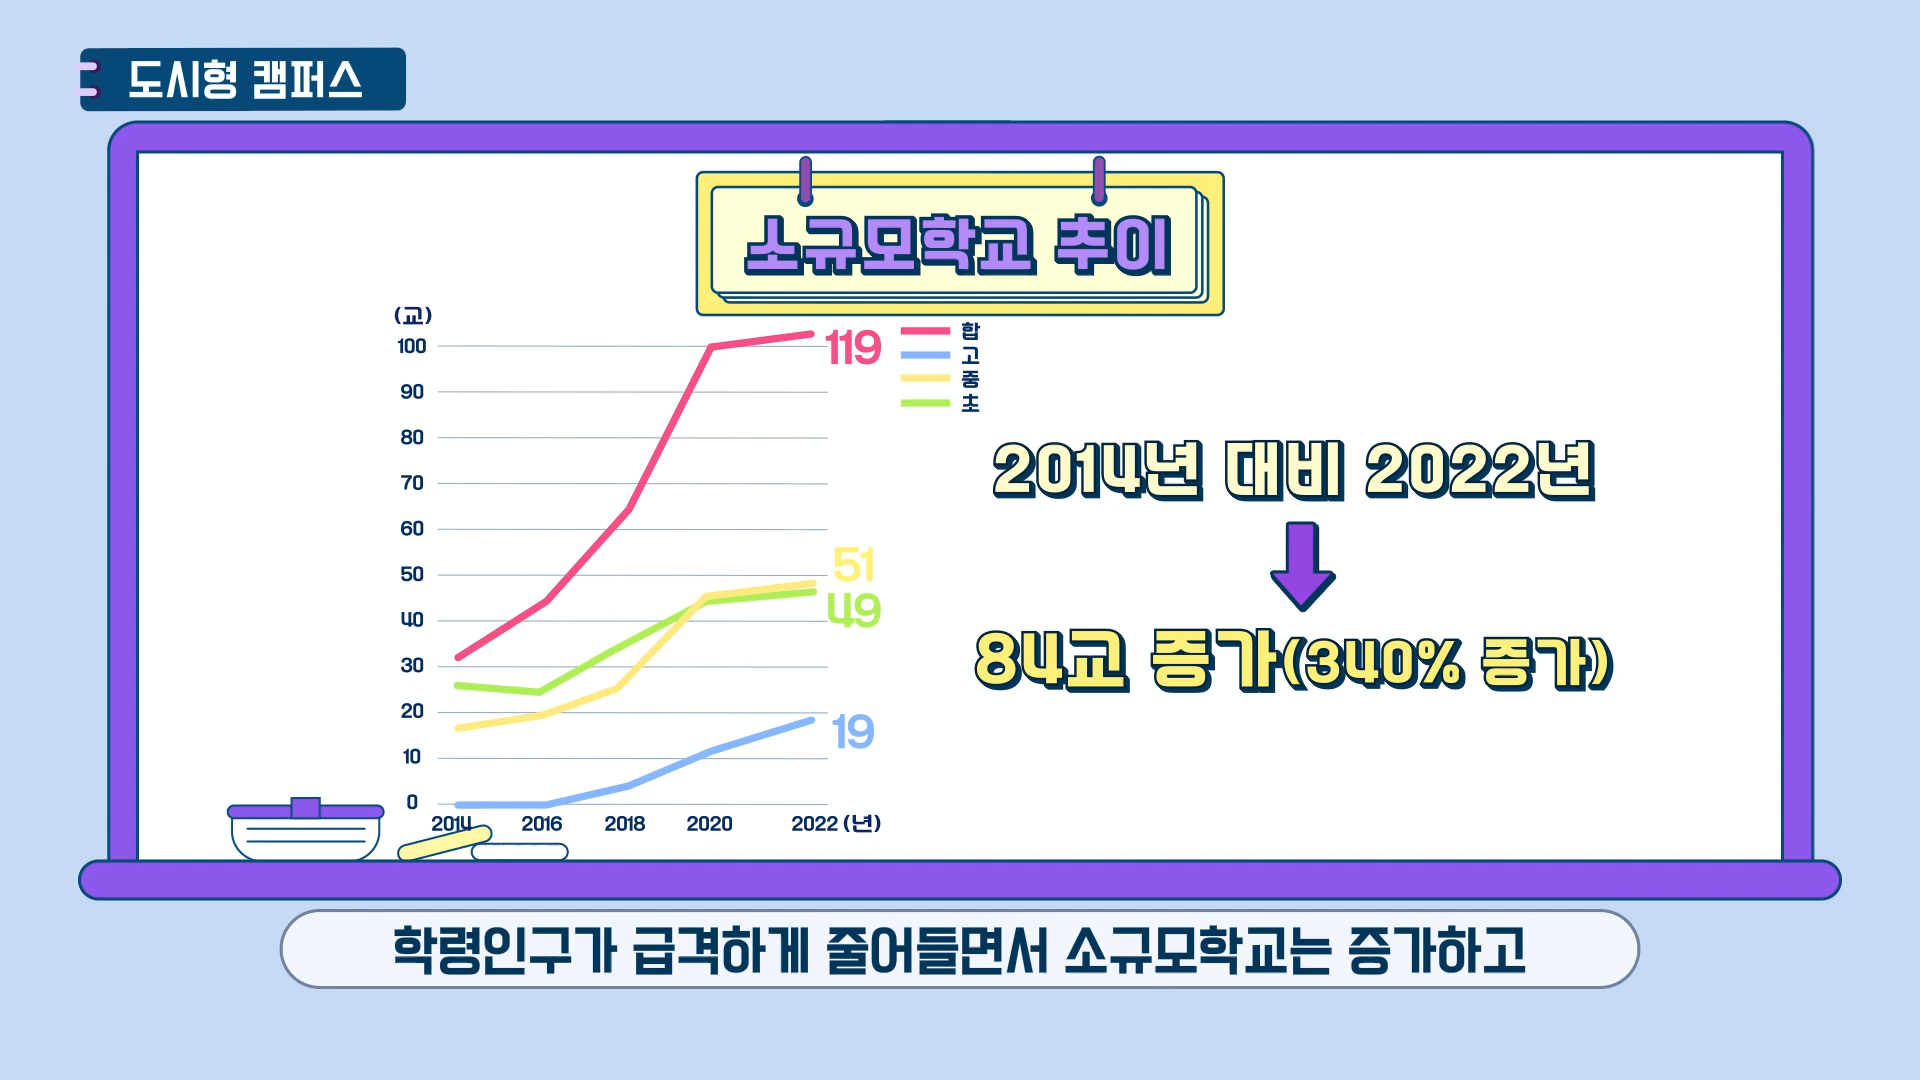 도시형 캠퍼스
소규모학교 추이
(교)
100
90
80
70
60
50
40
30
20
10
0
2014 2016 2018 2020 2022 (년)
119
51
49
19
합
고
중
초
2014년 대비 2022년
84교 증가(340% 증가)
학령인구가 급격하게 줄어들면서 소규모학교는 증가하고